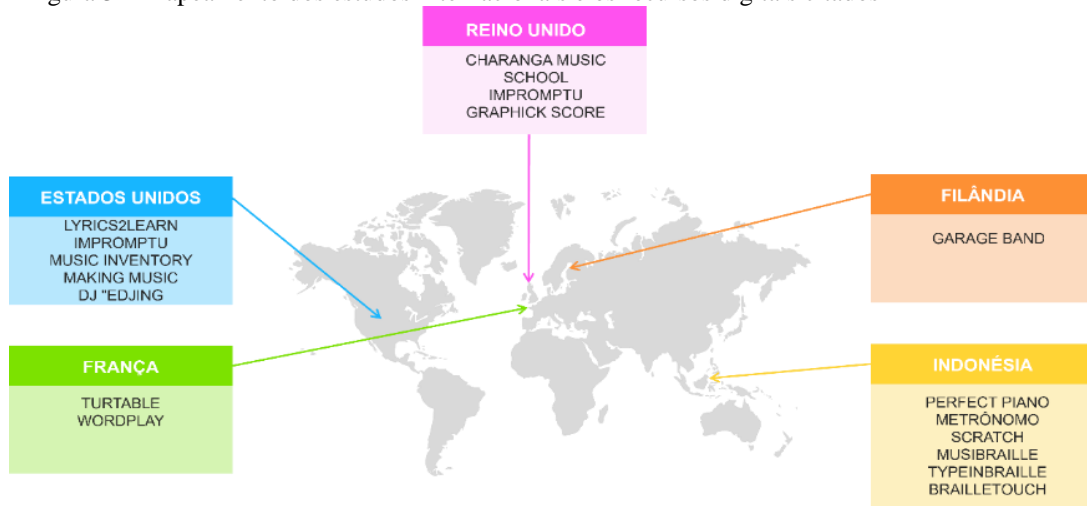 REINO UNIDO
CHARANGA MUSIC
SCHOOL
IMPROMPTU
GRAPHICK SCORE
ESTADOS UNIDOS
LYRICS2LEARN
IMPROMPTU
MUSIC INVENTORY
MAKING MUSIC
DJ "EDJING
FILÂNDIA
GARAGE BAND
FRANÇA
TURTABLE
WORDPLAY
INDONÉSIA
PERFECT PIANO
METRÔNOMO
SCRATCH
MUSIBRAILLE
TYPEINBRAILLE
BRAILLETOUCH